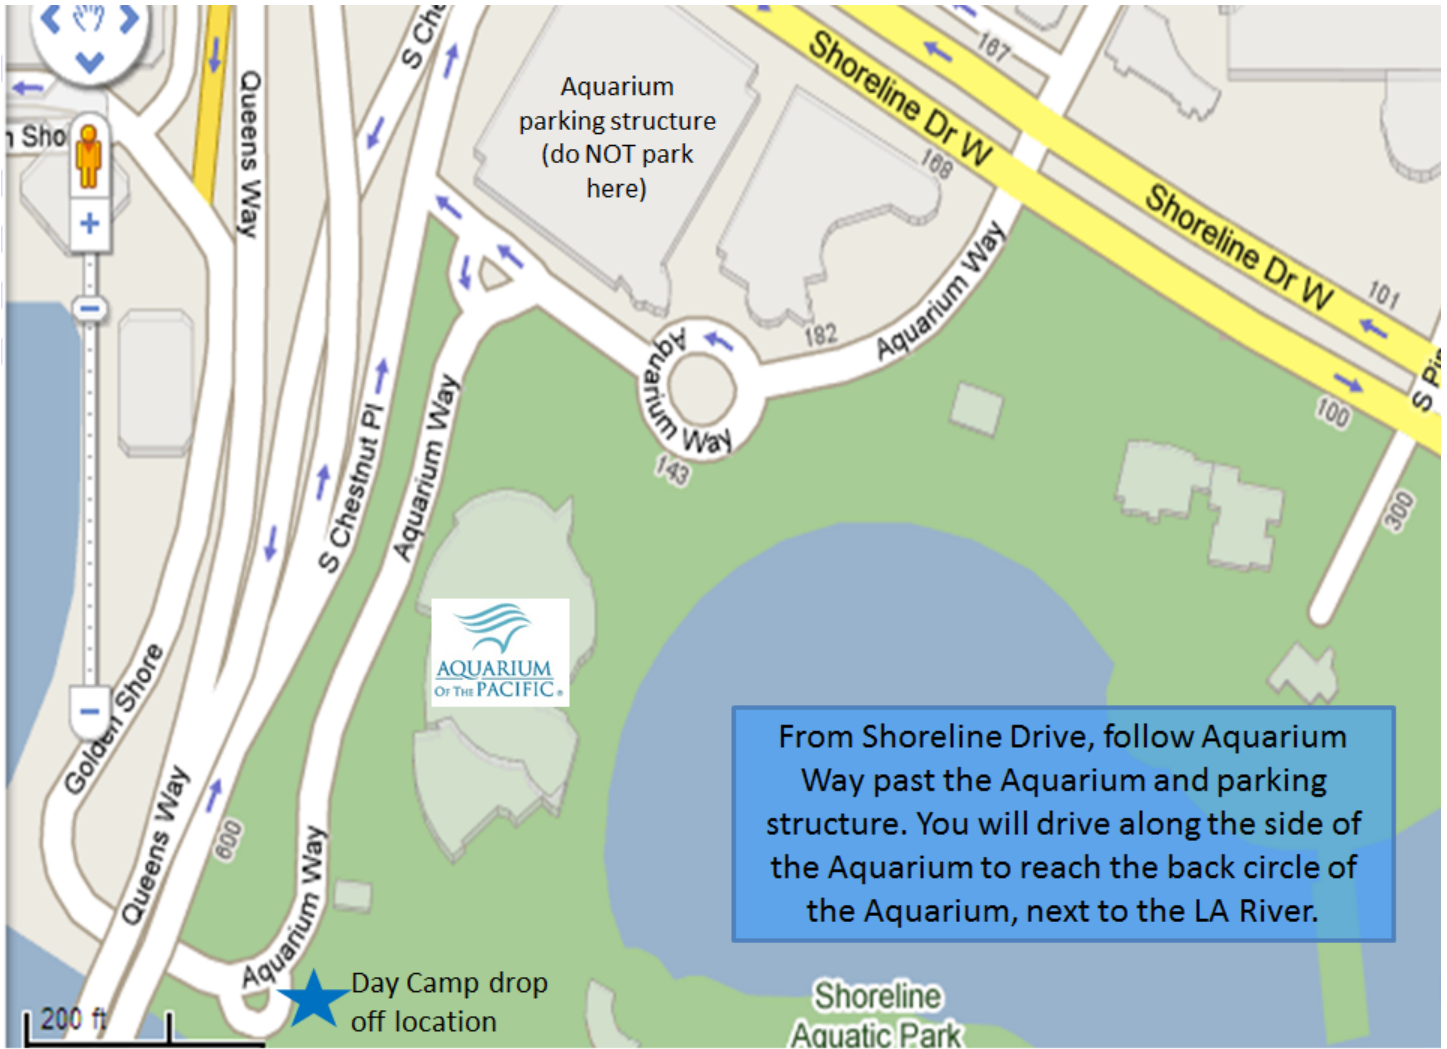 S Ch
167
Aquarium
parking structure
(do NOT park
here)
Shoreline Dr W
168
Queens Way
n Sho
Shoreline Dr W
101
Aquarium Way
182
Aquarium Way
143
100
S Pi
300
S Chestnut Pl
Aquarium Way
AQUARIUM
OF THE PACIFIC
Golden Shore
From Shoreline Drive, follow Aquarium
Way past the Aquarium and parking
structure. You will drive along the side of
the Aquarium to reach the back circle of
the Aquarium, next to the LA River.
Queens Way
600
Aquarium Way
Day Camp drop
off location
Shoreline
Aquatic Park
200 ft